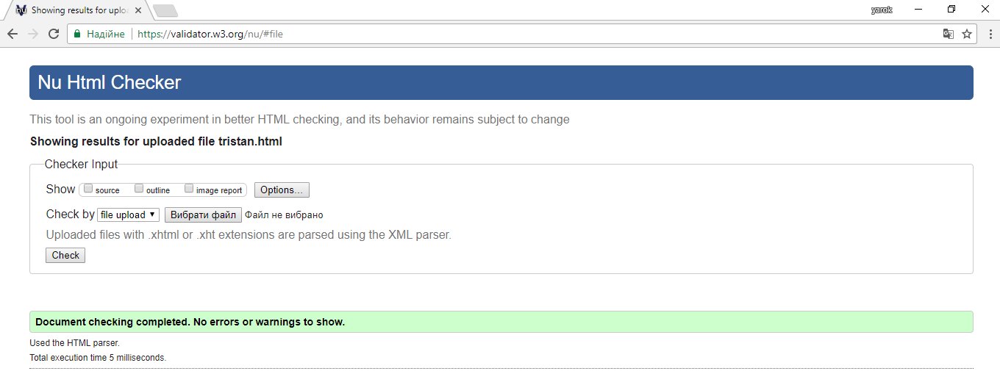 Showing results for uplo
yarok
Надійне https://validator.w3.org/nu/#file
Nu Html Checker
This tool is an ongoing experiment in better HTML checking, and its behavior remains subject to change
Showing results for uploaded file tristan.html
Checker Input
Show source outline image report Options...
Check by file upload Вибрати файл Файл не вибрано
Uploaded files with .xhtml or .xht extensions are parsed using the XML parser.
Check
Document checking completed. No errors or warnings to show.
Used the HTML parser.
Total execution time 5 milliseconds.